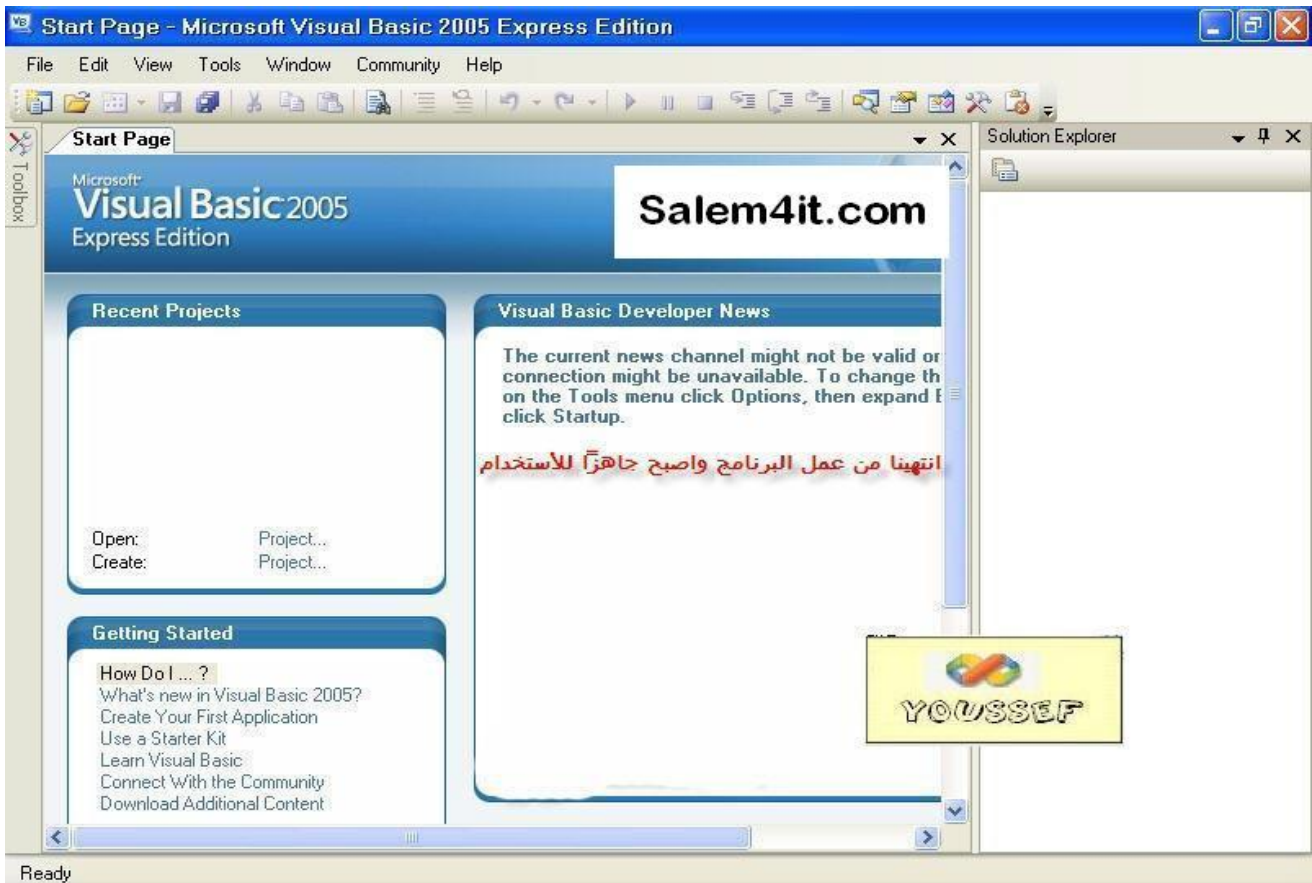 Start Page - Microsoft Visual Basic 2005 Express Edition
File Edit View Tools Window Community Help
Toolbox
Start Page
Solution Explorer
Microsoft
Visual Basic 2005
Express Edition
Salem4it.com
Recent Projects
Open: Project...
Create: Project...
Getting Started
How Do I ... ?
What's new in Visual Basic 2005?
Create Your First Application
Use a Starter Kit
Learn Visual Basic
Connect With the Community
Download Additional Content
Visual Basic Developer News
The current news channel might not be valid or
connection might be unavailable. To change th
on the Tools menu click Options, then expand E
click Startup.
انتهينا من عمل البرنامج واصبح جاهزًا للأستخدام
YOUSSEF
Ready